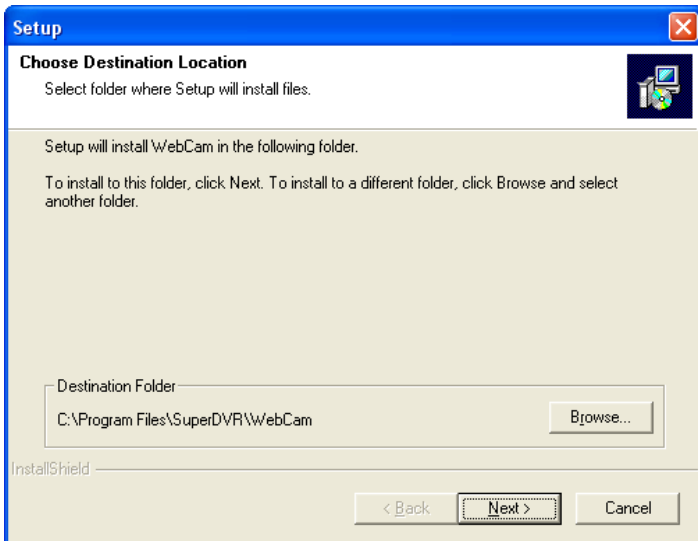 Setup
Choose Destination Location
Select folder where Setup will install files.
Setup will install WebCam in the following folder.
To install to this folder, click Next. To install to a different folder, click Browse and select
another folder.
Destination Folder
C:\Program Files\SuperDVR\WebCam
Browse...
InstallShield
< Back
Next >
Cancel